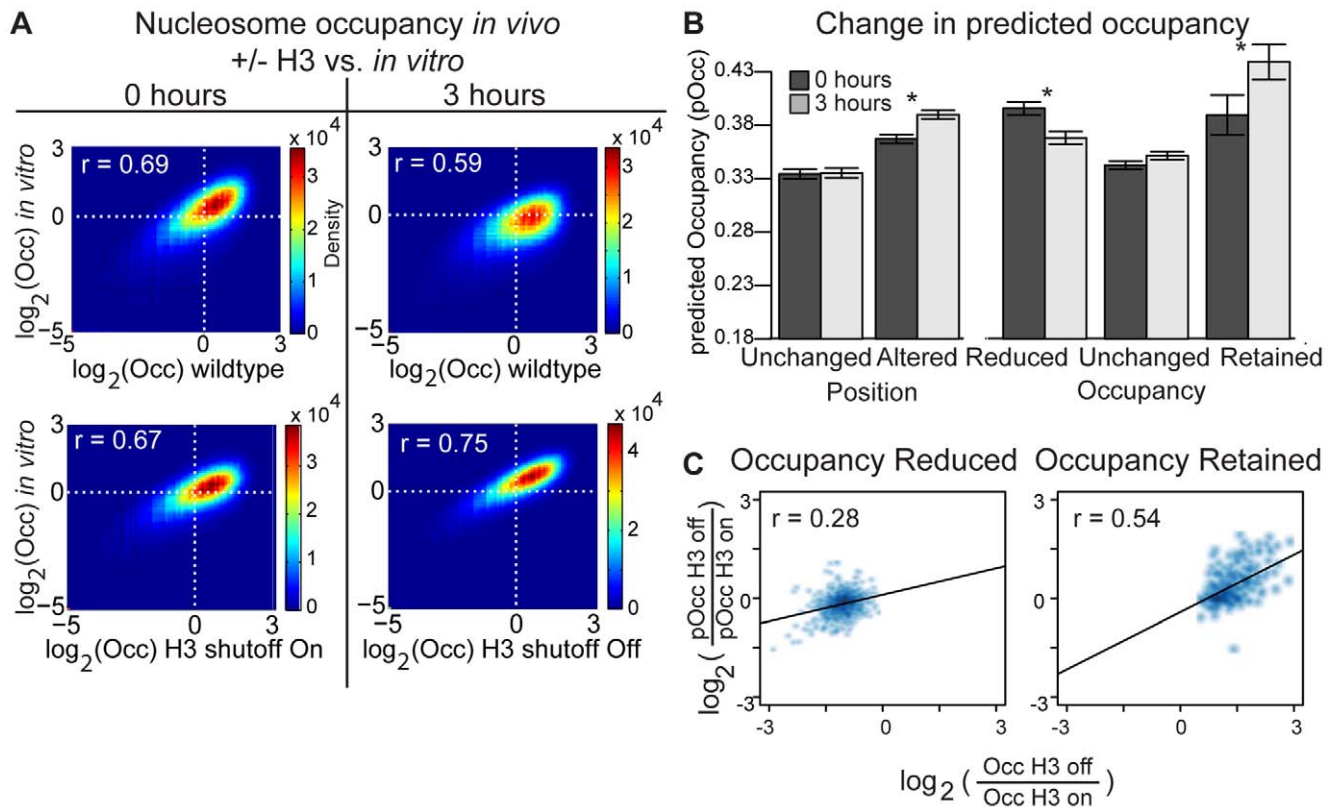 A
Nucleosome occupancy in vivo
+/- H3 vs. in vitro
0 hours
3 hours
log2(Occ) in vitro
3
0
−5
r = 0.69
-5
0
3
log2(Occ) wildtype
x 10^4
3
2
1
0
Density
r = 0.59
0
−5
-5
0
3
log2(Occ) wildtype
x 10^4
3
2
1
0
log2(Occ) in vitro
3
0
−5
r = 0.67
-5
0
3
log2(Occ) H3 shutoff On
x 10^4
3
2
1
0
3
0
−5
r = 0.75
-5
0
3
log2(Occ) H3 shutoff Off
x 10^4
4
2
0
B
Change in predicted occupancy
predicted Occupancy (pOcc)
0.43
0.38
0.33
0.28
0.23
0.18
0 hours
3 hours
*
*
*
Unchanged Altered Reduced Unchanged Retained
Position Occupancy
C
Occupancy Reduced
Occupancy Retained
log2(pOcc H3 off
pOcc H3 on)
3
0
-3
r = 0.28
-3
0
3
3
0
-3
r = 0.54
-3
0
3
log2 ( Occ H3 off
Occ H3 on )